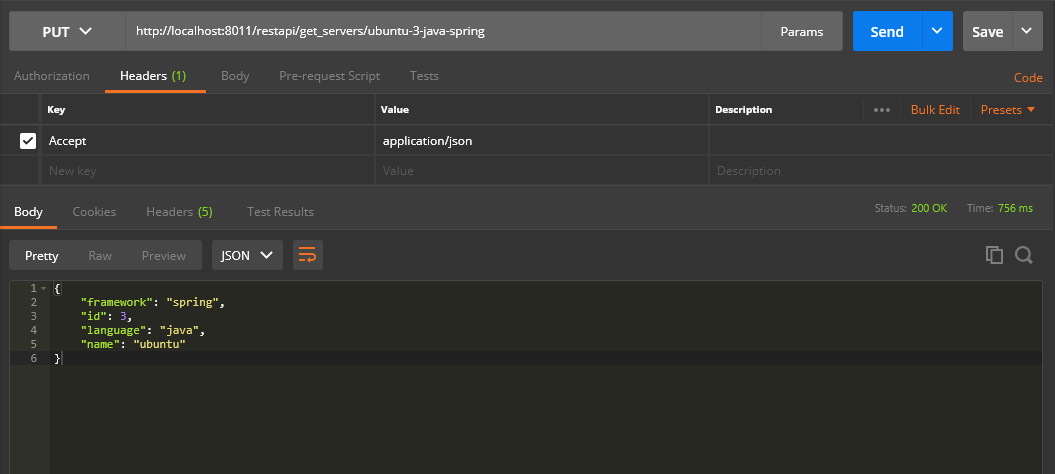 PUT http://localhost:8011/restapi/get_servers/ubuntu-3-java-spring Params Send Save
Authorization Headers (1) Body Pre-request Script Tests Code
Key Value Description ••• Bulk Edit Presets
Accept application/json
New key Value Description
Body Cookies Headers (5) Test Results Status: 200 OK Time: 756 ms
Pretty Raw Preview JSON
1 {
2 "framework": "spring",
3 "id": 3,
4 "language": "java",
5 "name": "ubuntu"
6 }